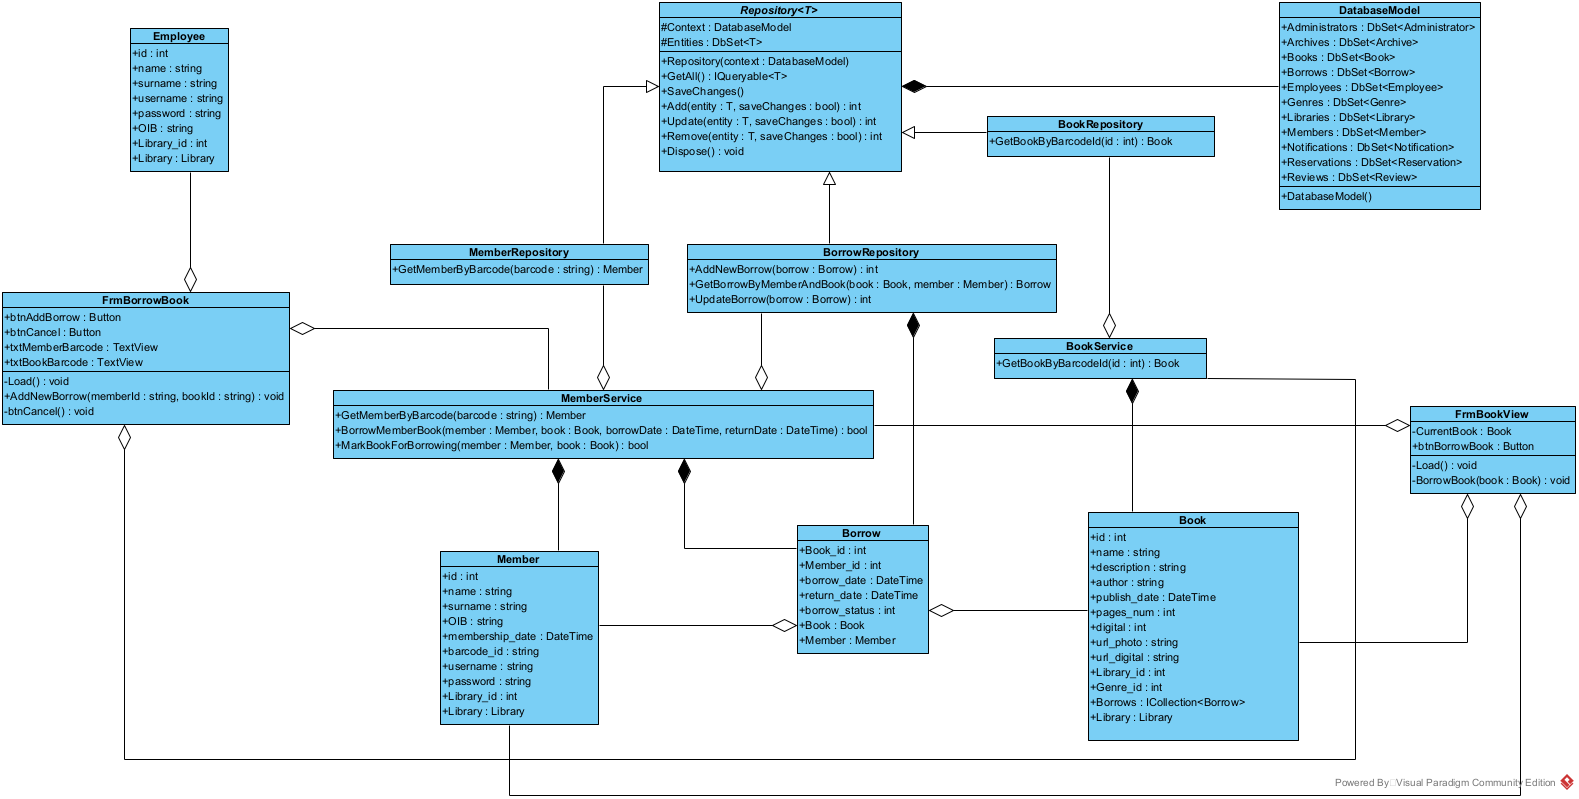 Employee
+id : int
+name : string
+surname : string
+username : string
+password : string
+OIB : string
+Library_id : int
+Library : Library
Repository<T>
#Context : DatabaseModel
#Entities : DbSet<T>
+Repository(context : DatabaseModel)
+GetAll() : IQueryable<T>
+SaveChanges()
+Add(entity : T, saveChanges : bool) : int
+Update(entity : T, saveChanges : bool) : int
+Remove(entity : T, saveChanges : bool) : int
+Dispose() : void
DatabaseModel
+Administrators : DbSet<Administrator>
+Archives : DbSet<Archive>
+Books : DbSet<Book>
+Borrows : DbSet<Borrow>
+Employees : DbSet<Employee>
+Genres : DbSet<Genre>
+Libraries : DbSet<Library>
+Members : DbSet<Member>
+Notifications : DbSet<Notification>
+Reservations : DbSet<Reservation>
+Reviews : DbSet<Review>
+DatabaseModel()
BookRepository
+GetBookByBarcodeId(id : int) : Book
MemberRepository
+GetMemberByBarcode(barcode : string) : Member
BorrowRepository
+AddNewBorrow(borrow : Borrow) : int
+GetBorrowByMemberAndBook(book : Book, member : Member) : Borrow
+UpdateBorrow(borrow : Borrow) : int
FrmBorrowBook
+btnAddBorrow : Button
+btnCancel : Button
+txtMemberBarcode : TextView
+txtBookBarcode : TextView
-Load() : void
+AddNewBorrow(memberId : string, bookId : string) : void
-btnCancel() : void
BookService
+GetBookByBarcodeId(id : int) : Book
MemberService
+GetMemberByBarcode(barcode : string) : Member
+BorrowMemberBook(member : Member, book : Book, borrowDate : DateTime, returnDate : DateTime) : bool
+MarkBookForBorrowing(member : Member, book : Book) : bool
FrmBookView
-CurrentBook : Book
+btnBorrowBook : Button
-Load() : void
-BorrowBook(book : Book) : void
Member
+id : int
+name : string
+surname : string
+OIB : string
+membership_date : DateTime
+barcode_id : string
+username : string
+password : string
+Library_id : int
+Library : Library
Borrow
+Book_id : int
+Member_id : int
+borrow_date : DateTime
+return_date : DateTime
+borrow_status : int
+Book : Book
+Member : Member
Book
+id : int
+name : string
+description : string
+author : string
+publish_date : DateTime
+pages_num : int
+digital : int
+url_photo : string
+url_digital : string
+Library_id : int
+Genre_id : int
+Borrows : ICollection<Borrow>
+Library : Library
Powered By Visual Paradigm Community Edition